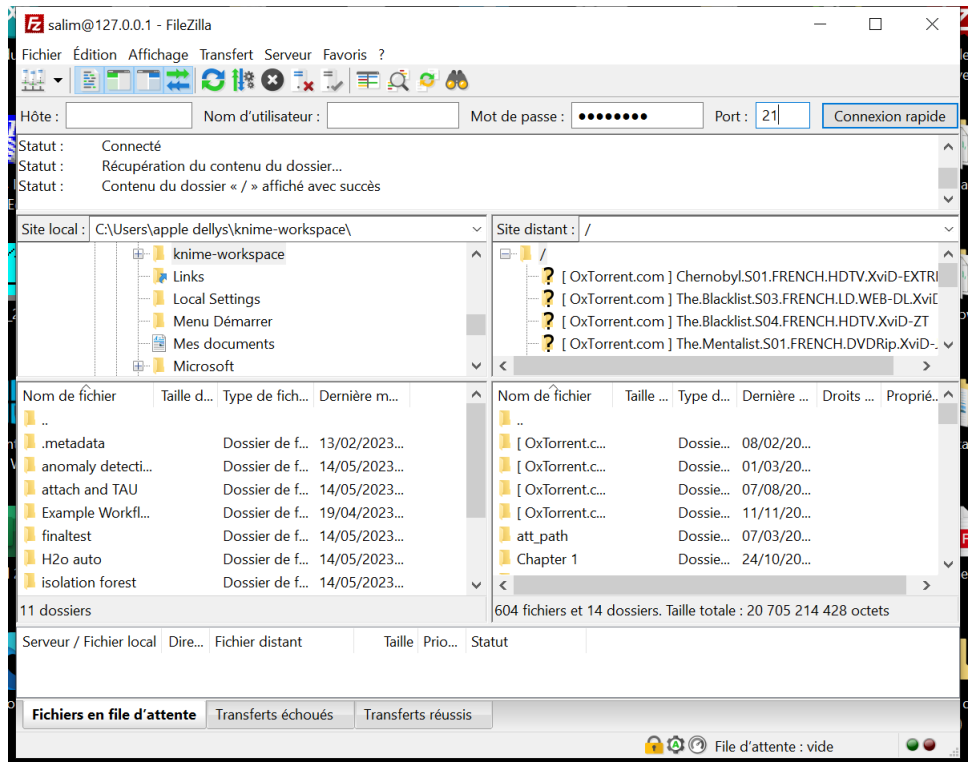 salim@127.0.0.1 - FileZilla
Fichier Édition Affichage Transfert Serveur Favoris ?
Hôte : Nom d'utilisateur : Mot de passe : ●●●●●●●● Port : 21 Connexion rapide
Statut : Connecté
Statut : Récupération du contenu du dossier...
Statut : Contenu du dossier « / » affiché avec succès
Site local : C:\Users\apple dellys\knime-workspace\
knime-workspace
Links
Local Settings
Menu Démarrer
Mes documents
Microsoft
Site distant : /
/
[ OxTorrent.com ] Chernobyl.S01.FRENCH.HDTV.XviD-EXTR
[ OxTorrent.com ] The.Blacklist.S03.FRENCH.LD.WEB-DL.Xvi
[ OxTorrent.com ] The.Blacklist.S04.FRENCH.HDTV.XviD-ZT
[ OxTorrent.com ] The.Mentalist.S01.FRENCH.DVDRip.XviD-
Nom de fichier Taille d... Type de fich... Dernière m...
..
.metadata Dossier de f... 13/02/2023...
anomaly detecti... Dossier de f... 14/05/2023...
attach and TAU Dossier de f... 14/05/2023...
Example Workfl... Dossier de f... 19/04/2023...
finaltest Dossier de f... 14/05/2023...
H2o auto Dossier de f... 14/05/2023...
isolation forest Dossier de f... 14/05/2023...
11 dossiers
Nom de fichier Taille ... Type d... Dernière ... Droits ... Proprié...
..
[ OxTorrent.c... Dossie... 08/02/20...
[ OxTorrent.c... Dossie... 01/03/20...
[ OxTorrent.c... Dossie... 07/08/20...
[ OxTorrent.c... Dossie... 11/11/20...
att_path Dossie... 07/03/20...
Chapter 1 Dossie... 24/10/20...
604 fichiers et 14 dossiers. Taille totale : 20 705 214 428 octets
Serveur / Fichier local Dire... Fichier distant Taille Prio... Statut
Fichiers en file d'attente Transferts échoués Transferts réussis
File d'attente : vide